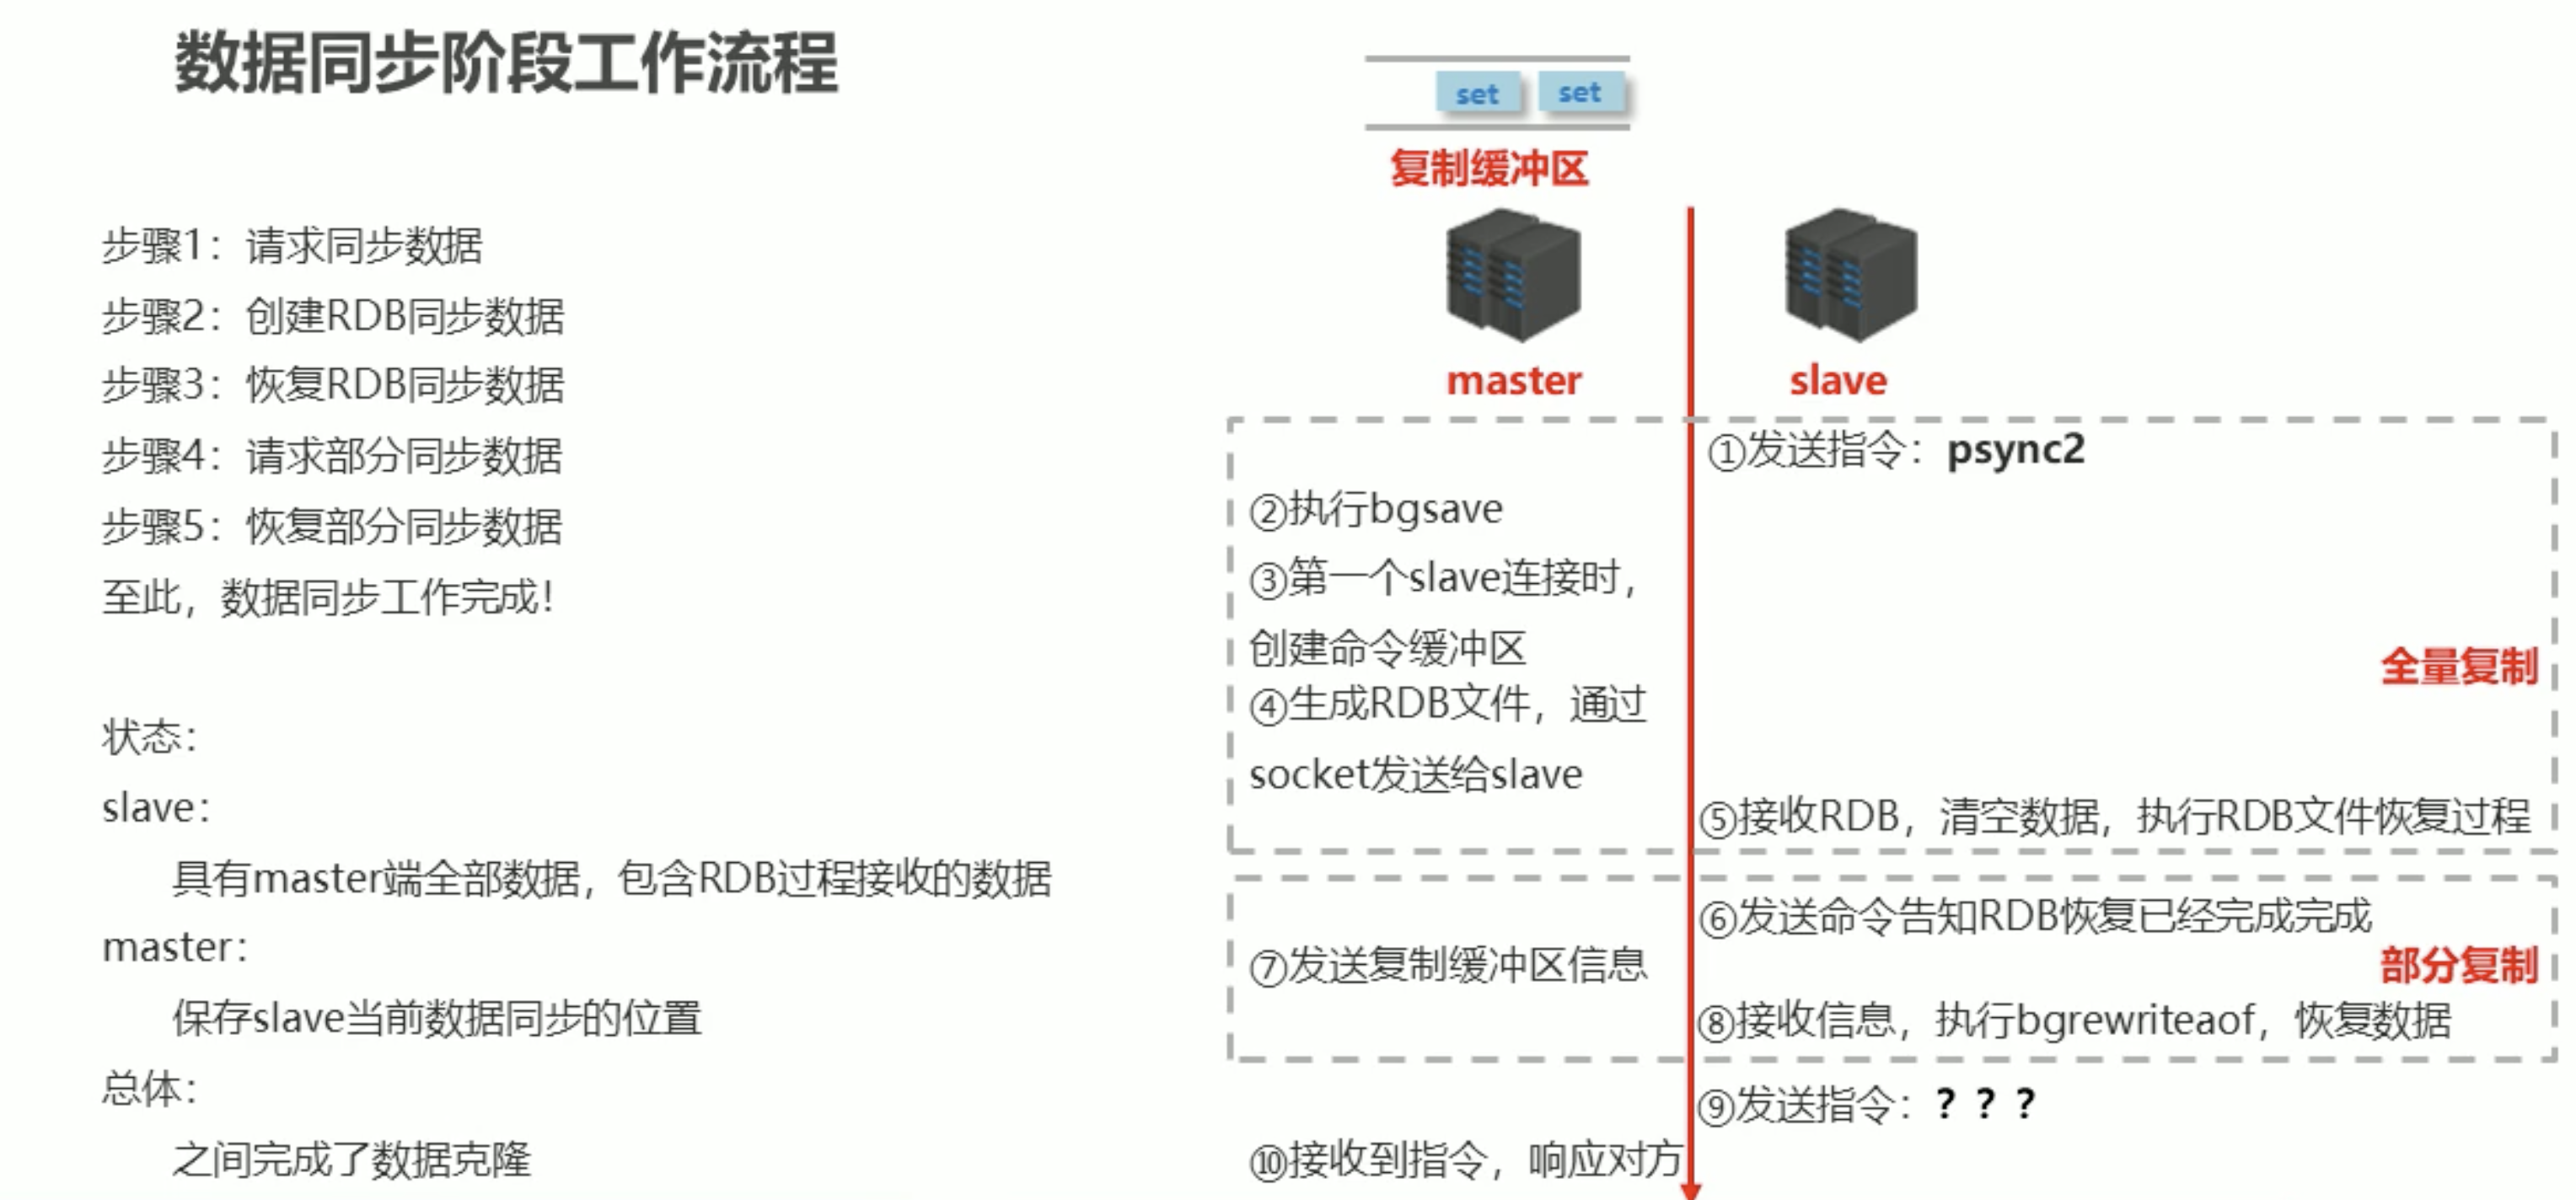 数据同步阶段工作流程
步骤1：请求同步数据
步骤2：创建RDB同步数据
步骤3：恢复RDB同步数据
步骤4：请求部分同步数据
步骤5：恢复部分同步数据
至此，数据同步工作完成！
状态：
slave：
具有master端全部数据，包含RDB过程接收的数据
master：
保存slave当前数据同步的位置
总体：
之间完成了数据克隆
set set
复制缓冲区
master slave
①发送指令：psync2
②执行bgsave
③第一个slave连接时，
创建命令缓冲区
全量复制
④生成RDB文件，通过
socket发送给slave
⑤接收RDB，清空数据，执行RDB文件恢复过程
⑥发送命令告知RDB恢复已经完成完成
⑦发送复制缓冲区信息
部分复制
⑧接收信息，执行bgrewriteaof，恢复数据
⑨发送指令：？？？
⑩接收到指令，响应对方